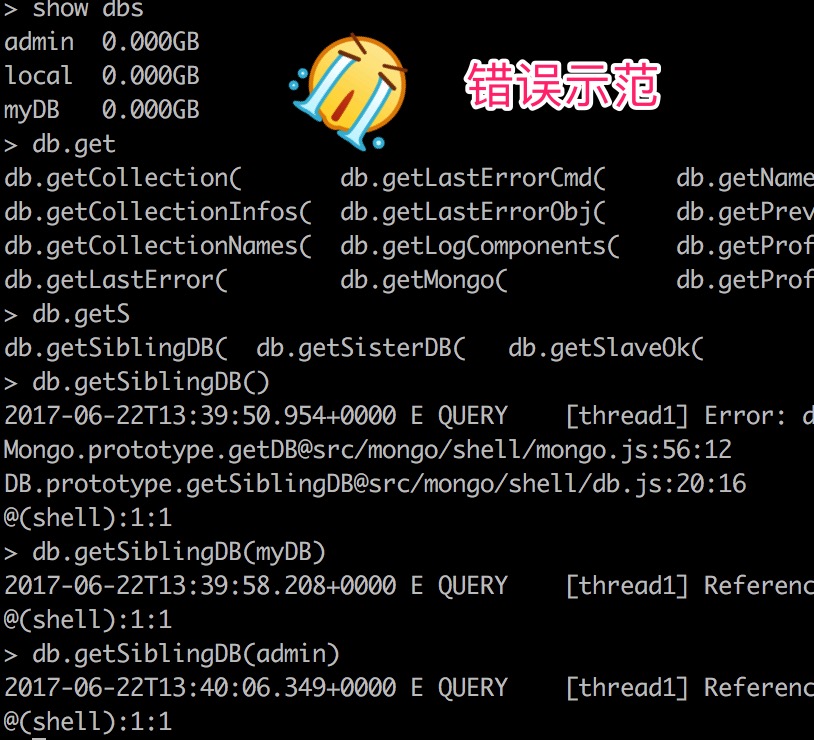 > show dbs
admin 0.000GB
local 0.000GB
myDB 0.000GB
错误示范
> db.get
db.getCollection( db.getLastErrorCmd( db.getName
db.getCollectionInfos( db.getLastErrorObj( db.getPrev
db.getCollectionNames( db.getLogComponents( db.getProf
db.getLastError( db.getMongo( db.getProf
> db.getS
db.getSiblingDB( db.getSisterDB( db.getSlaveOk(
> db.getSiblingDB()
2017-06-22T13:39:50.954+0000 E QUERY [thread1] Error: d
Mongo.prototype.getDB@src/mongo/shell/mongo.js:56:12
DB.prototype.getSiblingDB@src/mongo/shell/db.js:20:16
@(shell):1:1
> db.getSiblingDB(myDB)
2017-06-22T13:39:58.208+0000 E QUERY [thread1] Referenc
@(shell):1:1
> db.getSiblingDB(admin)
2017-06-22T13:40:06.349+0000 E QUERY [thread1] Referenc
@(shell):1:1